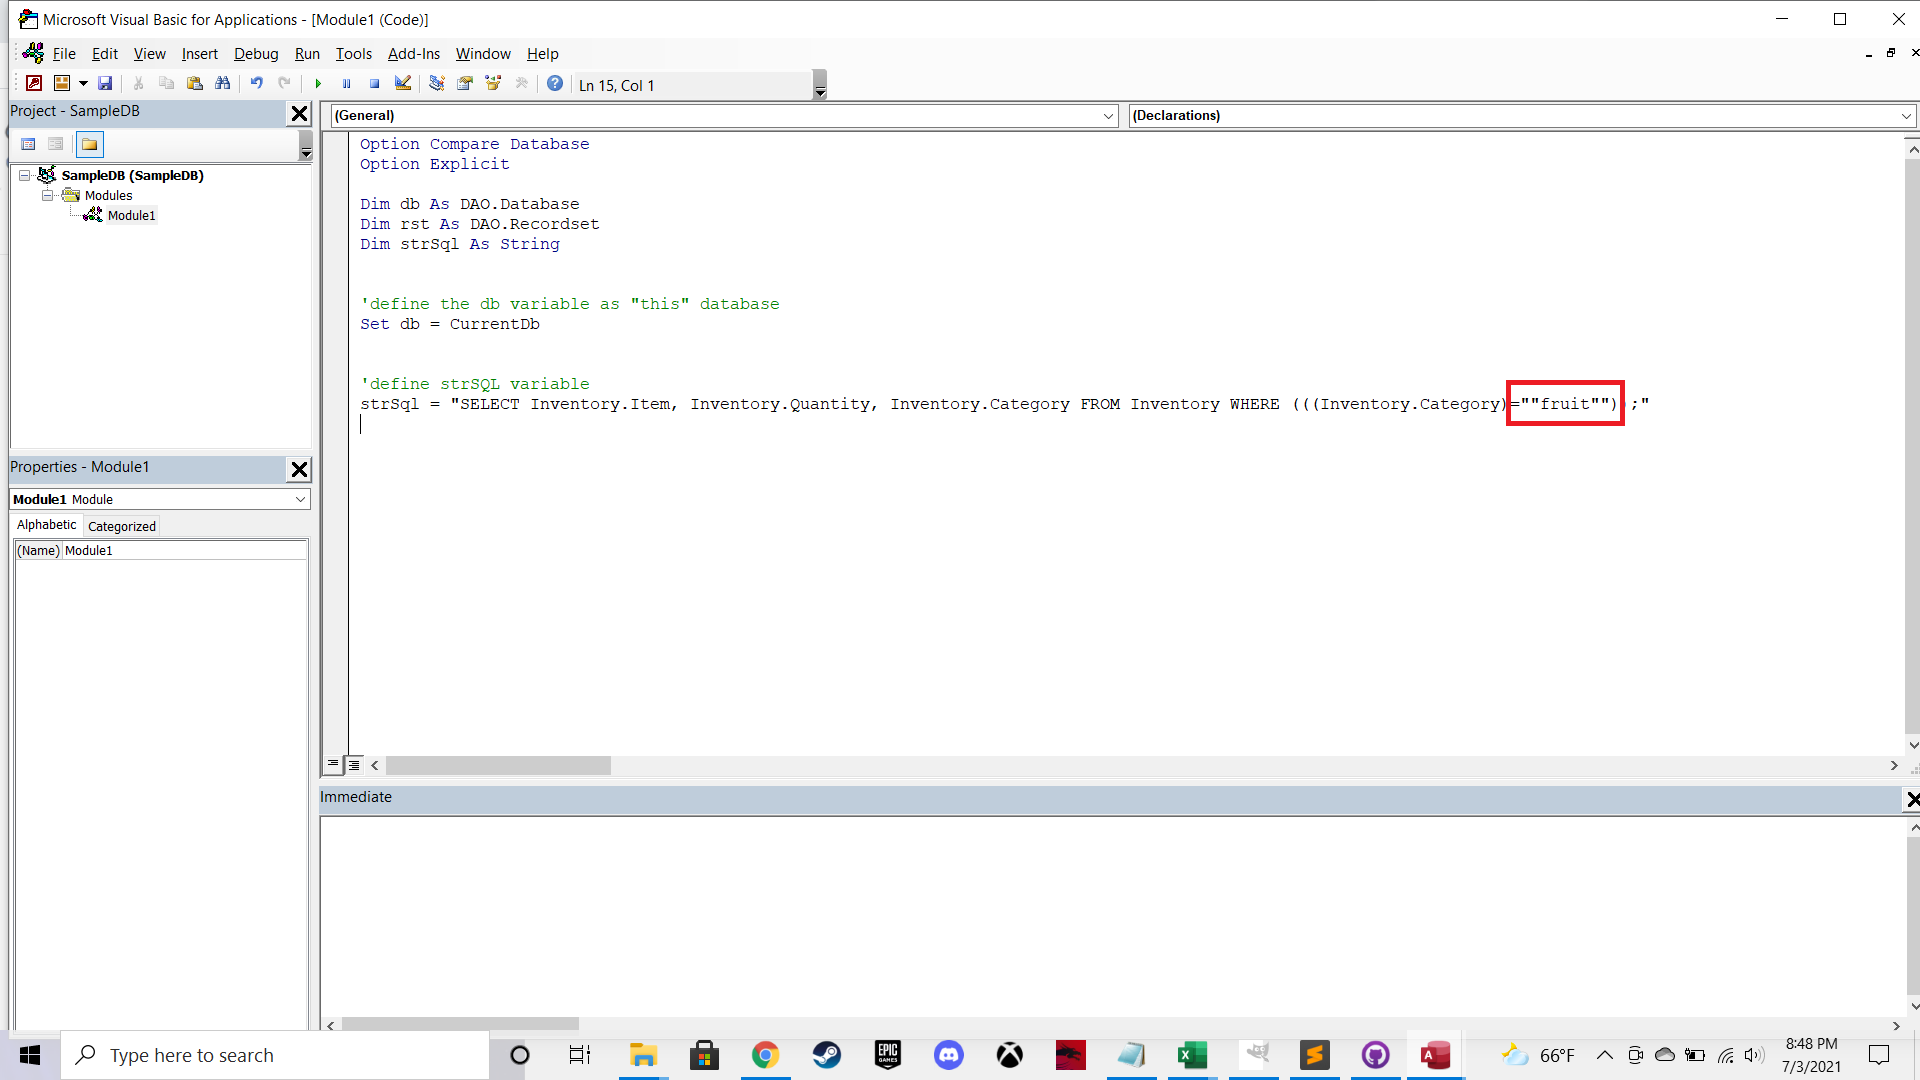 Microsoft Visual Basic for Applications - [Module1 (Code)]
File Edit View Insert Debug Run Tools Add-Ins Window Help
Ln 15, Col 1
Project - SampleDB
(General)
(Declarations)
SampleDB (SampleDB)
Modules
Module1
Option Compare Database
Option Explicit
Dim db As DAO.Database
Dim rst As DAO.Recordset
Dim strSql As String
'define the db variable as "this" database
Set db = CurrentDb
'define strSQL variable
strSql = "SELECT Inventory.Item, Inventory.Quantity, Inventory.Category FROM Inventory WHERE (((Inventory.Category)=""fruit"") ;"
Properties - Module1
Module1 Module
Alphabetic Categorized
(Name) Module1
Immediate
Type here to search
EPIC
GAMES
66°F
8:48 PM
7/3/2021